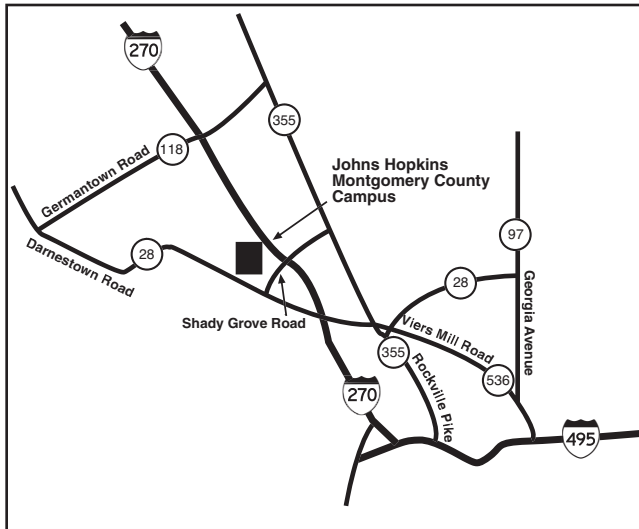 270
355
118
Germantown Road
Johns Hopkins
Montgomery County
Campus
97
Darnestown Road
28
28
Georgia Avenue
Shady Grove Road
Viers Mill Road
355
Rockville Pike
536
270
495